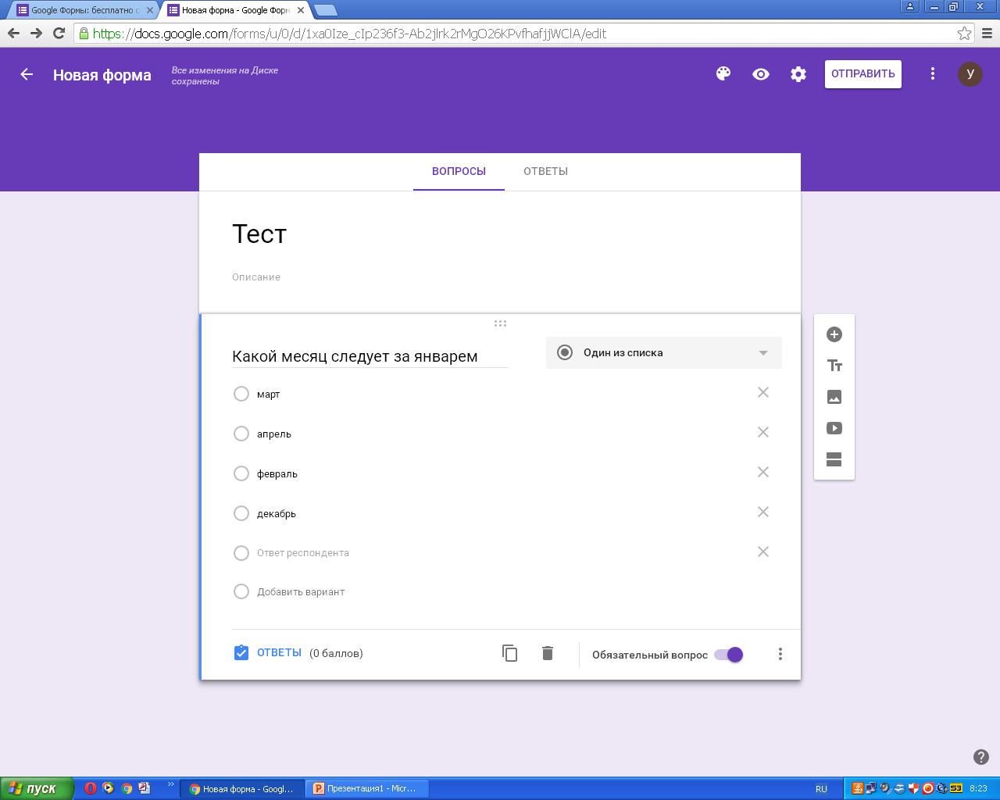 Google Формы: бесплатно с
Новая форма - Google Форм
https://docs.google.com/forms/u/0/d/1xa0Ize_cIp236f3-Ab2jlrk2rMgO26KPvfhafjjWClA/edit
Новая форма
Все изменения на Диске
сохранены
ОТПРАВИТЬ
У
ВОПРОСЫ ОТВЕТЫ
Тест
Описание
Какой месяц следует за январем
Один из списка
март
апрель
февраль
декабрь
Ответ респондента
Добавить вариант
ОТВЕТЫ (0 баллов)
Обязательный вопрос
пуск
Новая форма - Googl...
Презентация1 - Micr...
RU
8:23